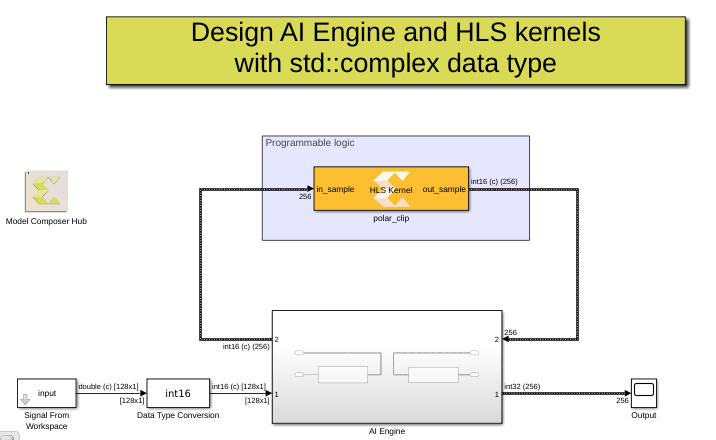 Design AI Engine and HLS kernels
with std::complex data type
Programmable logic
in_sample
HLS Kernel
out_sample
int16 (c) (256)
256
polar_clip
Model Composer Hub
int16 (c) (256)
2
2
256
input
double (c) [128x1]
[128x1]
Signal From
Workspace
int16
int16 (c) [128x1]
[128x1]
Data Type Conversion
1
1
AI Engine
int32 (256)
256
Output